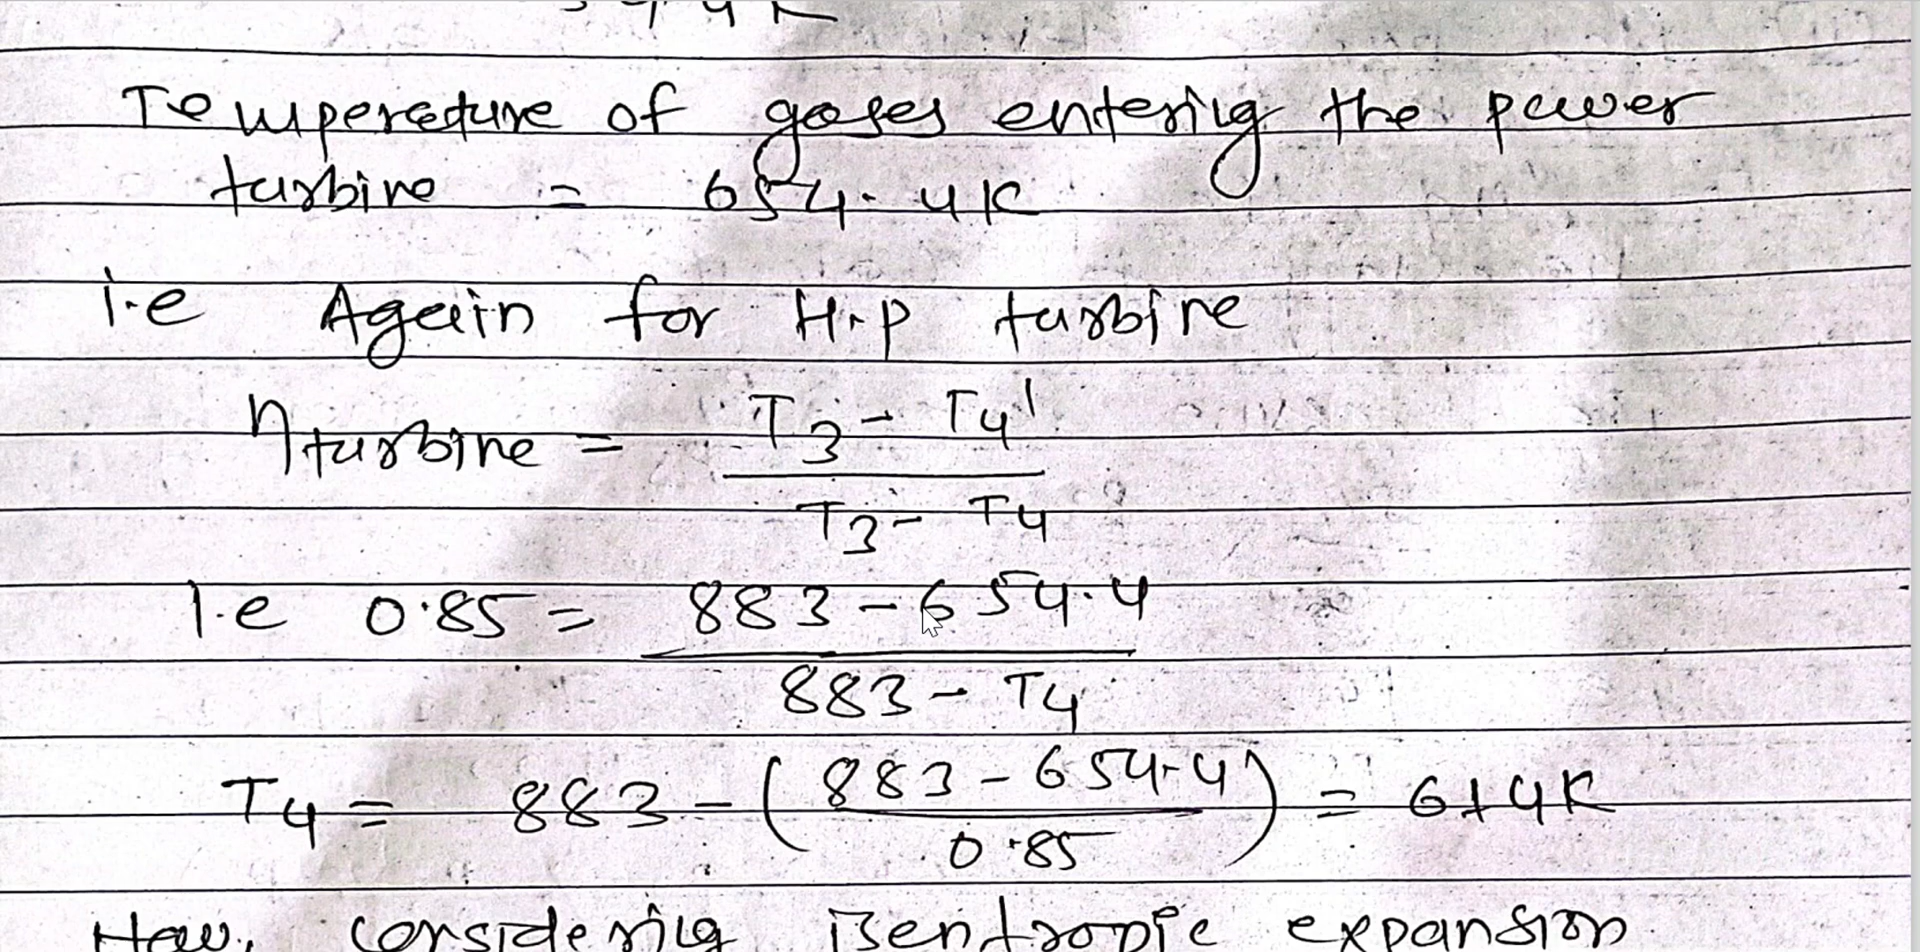 Temperature of gases entering the power
turbine = 654.4K
i.e Again for H.p turbine
ηturbine = T3 - T4' / T3 - T4
i.e 0.85 = 883 - 654.4 / 883 - T4
T4 = 883 - (883 - 654.4 / 0.85) = 614K
Now, considering isentropic expansion